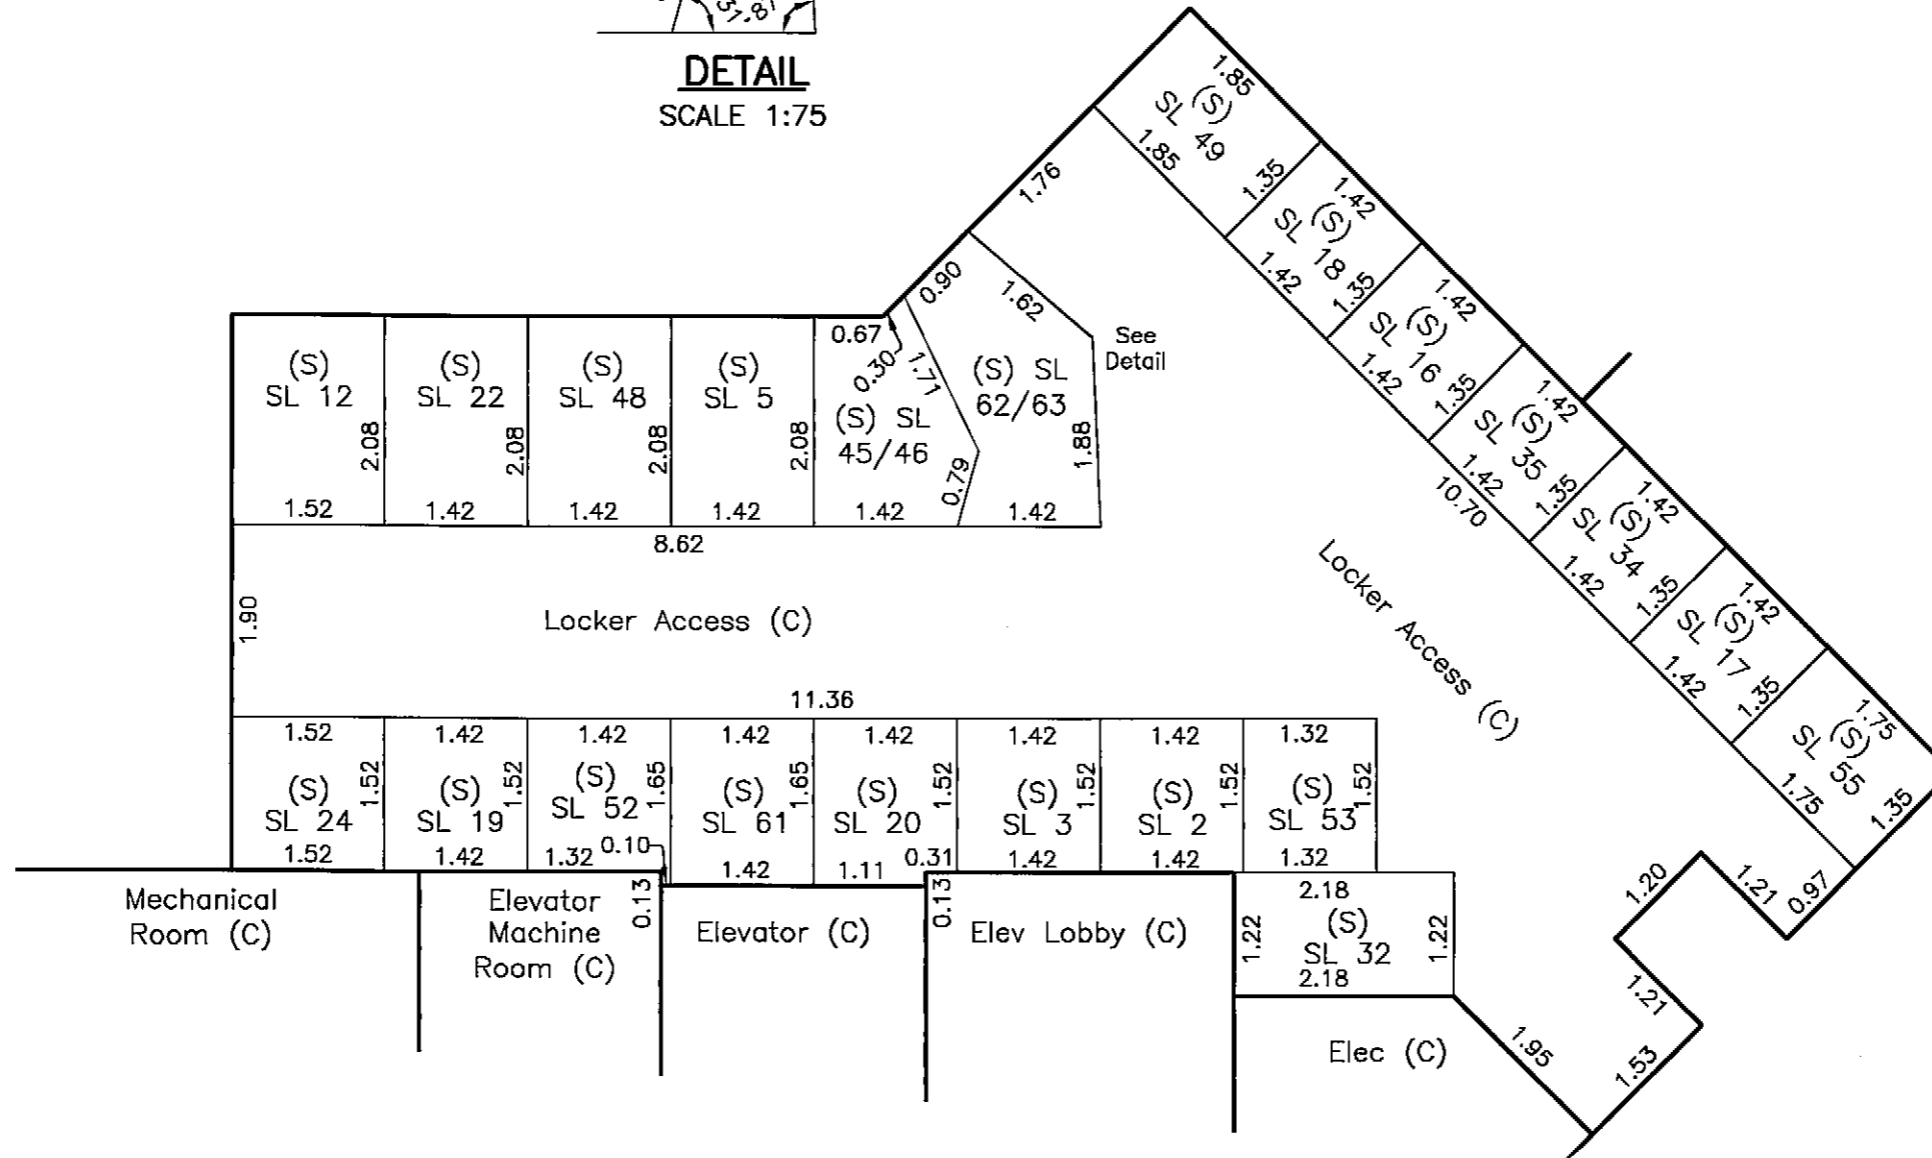 31.87
DETAIL
SCALE 1:75
1.85
(S)
SL 49
1.85
1.35
1.76
1.42
(S)
SL 18
1.42
1.35
1.42
(S)
SL 16
1.42
1.35
1.42
(S)
SL 35
1.42
1.35
10.70
1.42
(S)
SL 34
1.42
1.35
1.42
(S)
SL 17
1.42
1.35
1.75
(S)
SL 55
1.75
1.35
0.90
1.62
See
Detail
0.67
0.30
1.71
(S)
SL 12
2.08
1.52
(S)
SL 22
2.08
1.42
(S)
SL 48
2.08
1.42
(S)
SL 5
2.08
1.42
(S) SL
45/46
0.79
1.42
(S) SL
62/63
1.88
1.42
8.62
1.90
Locker Access (C)
Locker Access (C)
11.36
1.52
(S)
SL 24
1.52
1.52
1.42
(S)
SL 19
1.52
1.42
1.42
(S)
SL 52
1.65
1.32
0.10
1.42
(S)
SL 61
1.65
1.42
1.42
(S)
SL 20
1.52
1.11
0.31
1.42
(S)
SL 3
1.52
1.42
1.42
(S)
SL 2
1.52
1.42
1.32
(S)
SL 53
1.52
1.32
Mechanical
Room (C)
Elevator
Machine
Room (C)
0.13
Elevator (C)
0.13
Elev Lobby (C)
2.18
1.22
(S)
SL 32
1.22
2.18
Elec (C)
1.20
1.21
0.97
1.21
1.53
1.95